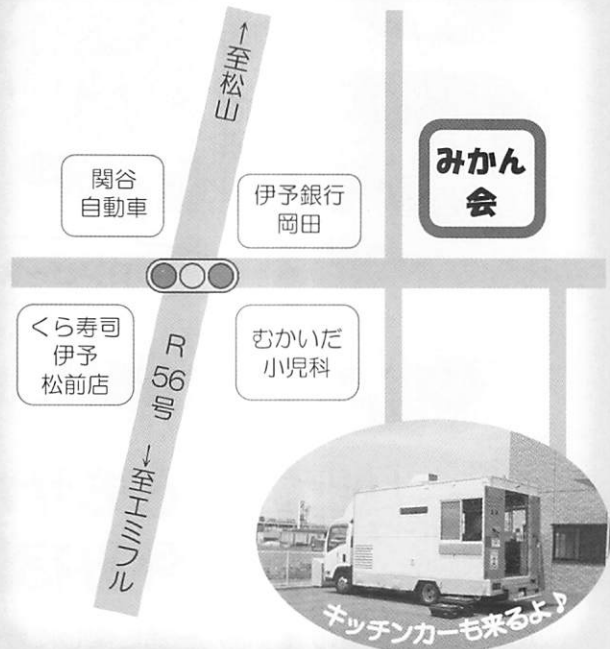 ↑至松山
関谷
自動車
伊予銀行
岡田
みかん
会
くら寿司
伊予
松前店
R
56
号
↓至エミフル
むかいだ
小児科
キッチンカーも来るよ♪